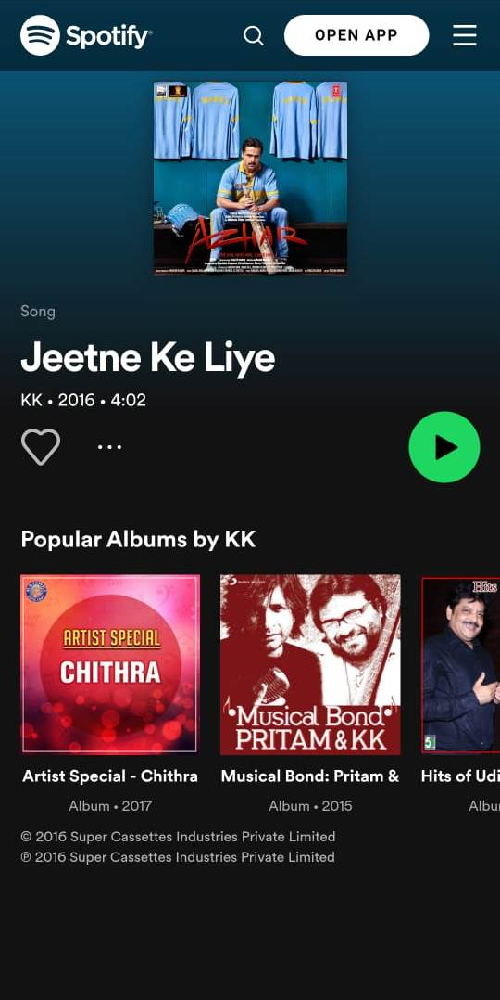 Spotify
OPEN APP
AZHAR
Song
Jeetne Ke Liye
KK • 2016 • 4:02
Popular Albums by KK
ARTIST SPECIAL
CHITHRA
•Musical Bond•
PRITAM & KK
Hits
5
Artist Special - Chithra
Musical Bond: Pritam &
Hits of Udi
Album • 2017
Album • 2015
Albu
© 2016 Super Cassettes Industries Private Limited
℗ 2016 Super Cassettes Industries Private Limited